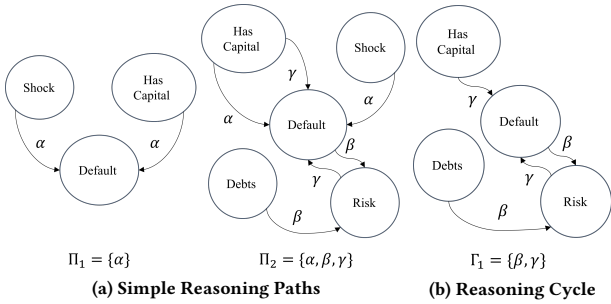 Shock
Has
Capital
α
α
Default
Π₁ = {α}
Has
Capital
γ
Shock
α
α
Default
β
γ
Debts
β
Risk
Π₂ = {α, β, γ}
(a) Simple Reasoning Paths
Has
Capital
γ
Default
β
γ
Debts
β
Risk
Γ₁ = {β, γ}
(b) Reasoning Cycle